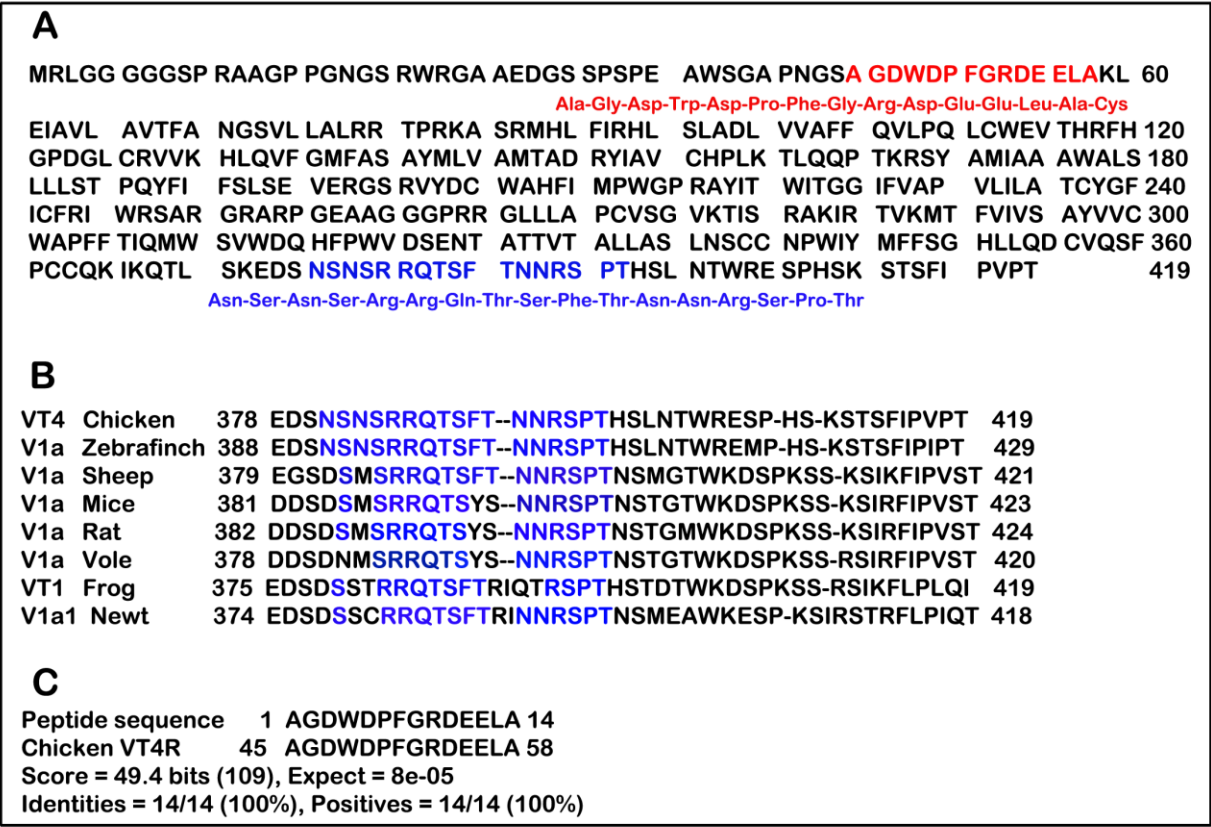 A
MRLGG GGGSP RAAGP PGNGS RWRGA AEDGS SPSPE AWSGA PNGSA GDWDP FGRDE ELAKL 60
Ala-Gly-Asp-Trp-Asp-Pro-Phe-Gly-Arg-Asp-Glu-Glu-Leu-Ala-Cys
EIAVL AVTFA NGSVL LALRR TPRKA SRMHL FIRHL SLADL VVAFF QVLPQ LCWEV THRFH 120
GPDGL CRVVK HLQVF GMFAS AYMLV AMTAD RYIAV CHPLK TLQQP TKRSY AMIAA AWALS 180
LLLST PQYFI FSLSE VERGS RVYDC WAHFI MPWGP RAYIT WITGG IFVAP VLILA TCYGF 240
ICFRI WRSAR GRARP GEAAG GGPRR GLLLA PCVSG VKTIS RAKIR TVKMT FVIVS AYVVC 300
WAPFF TIQMW SVWDQ HFPWV DSENT ATTVT ALLAS LNSCC NPWIY MFFSG HLLQD CVQSF 360
PCCQK IKQTL SKEDS NSNSR RQTSF TNNRS PTHSL NTWRE SPHSK STSFI PVPT 419
Asn-Ser-Asn-Ser-Arg-Arg-Gln-Thr-Ser-Phe-Thr-Asn-Asn-Arg-Ser-Pro-Thr
B
VT4 Chicken 378 EDSNSNSRRQTSFT--NNRSPTHSLNTWRESP-HS-KSTSFIPVPT 419
V1a Zebrafinch 388 EDSNSNSRRQTSFT--NNRSPTHSLNTWREMP-HS-KSTSFIPIPT 429
V1a Sheep 379 EGSDSMSRRQTSFT--NNRSPTNSMGTWKDSPKSS-KSIKFIPVST 421
V1a Mice 381 DDSDSMSRRQTSYS--NNRSPTNSTGTWKDSPKSS-KSIRFIPVST 423
V1a Rat 382 DDSDSMSRRQTSYS--NNRSPTNSTGMWKDSPKSS-KSIRFIPVST 424
V1a Vole 378 DDSDNMSRRQTSYS--NNRSPTNSTGTWKDSPKSS-RSIRFIPVST 420
VT1 Frog 375 EDSDSSTRRQTSFTRIQTRSPTHSTDTWKDSPKSS-RSIKFLPLQI 419
V1a1 Newt 374 EDSDSSCRRQTSFTRINNRSPTNSMEAWKESP-KSIRSTRFLPIQT 418
C
Peptide sequence 1 AGDWDPFGRDEELA 14
Chicken VT4R 45 AGDWDPFGRDEELA 58
Score = 49.4 bits (109), Expect = 8e-05
Identities = 14/14 (100%), Positives = 14/14 (100%)